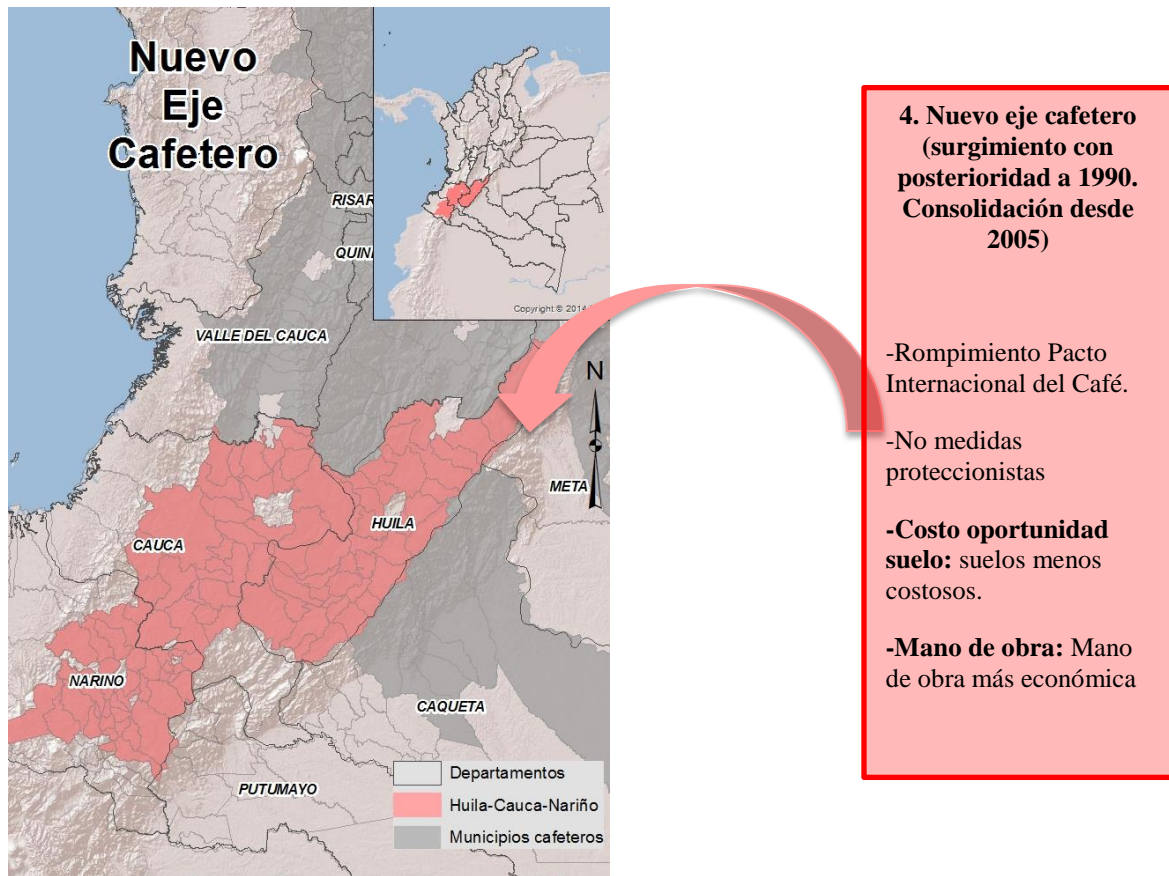 Nuevo
Eje
Cafetero
RISAR
QUIN
Copyright © 2014
VALLE DEL CAUCA
N
META
HUILA
CAUCA
NARINO
CAQUETA
PUTUMAYO
Departamentos
Huila-Cauca-Nariño
Municipios cafeteros
4. Nuevo eje cafetero
(surgimiento con
posterioridad a 1990.
Consolidación desde
2005)
-Rompimiento Pacto
Internacional del Café.
-No medidas
proteccionistas
-Costo oportunidad
suelo: suelos menos
costosos.
-Mano de obra: Mano
de obra más económica